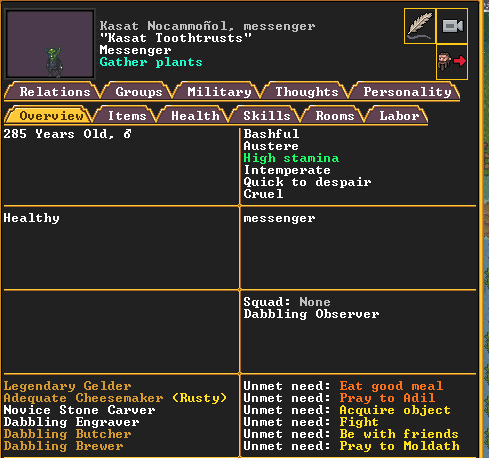 Kasat Nocammoñol, messenger
"Kasat Toothtrusts"
Messenger
Gather plants
Relations Groups Military Thoughts Personality
Overview Items Health Skills Rooms Labor
285 Years Old, ♂
Bashful
Austere
High stamina
Intemperate
Quick to despair
Cruel
Healthy
messenger
Squad: None
Dabbling Observer
Legendary Gelder
Adequate Cheesemaker (Rusty)
Novice Stone Carver
Dabbling Engraver
Dabbling Butcher
Dabbling Brewer
Unmet need: Eat good meal
Unmet need: Pray to Adil
Unmet need: Acquire object
Unmet need: Fight
Unmet need: Be with friends
Unmet need: Pray to Moldath